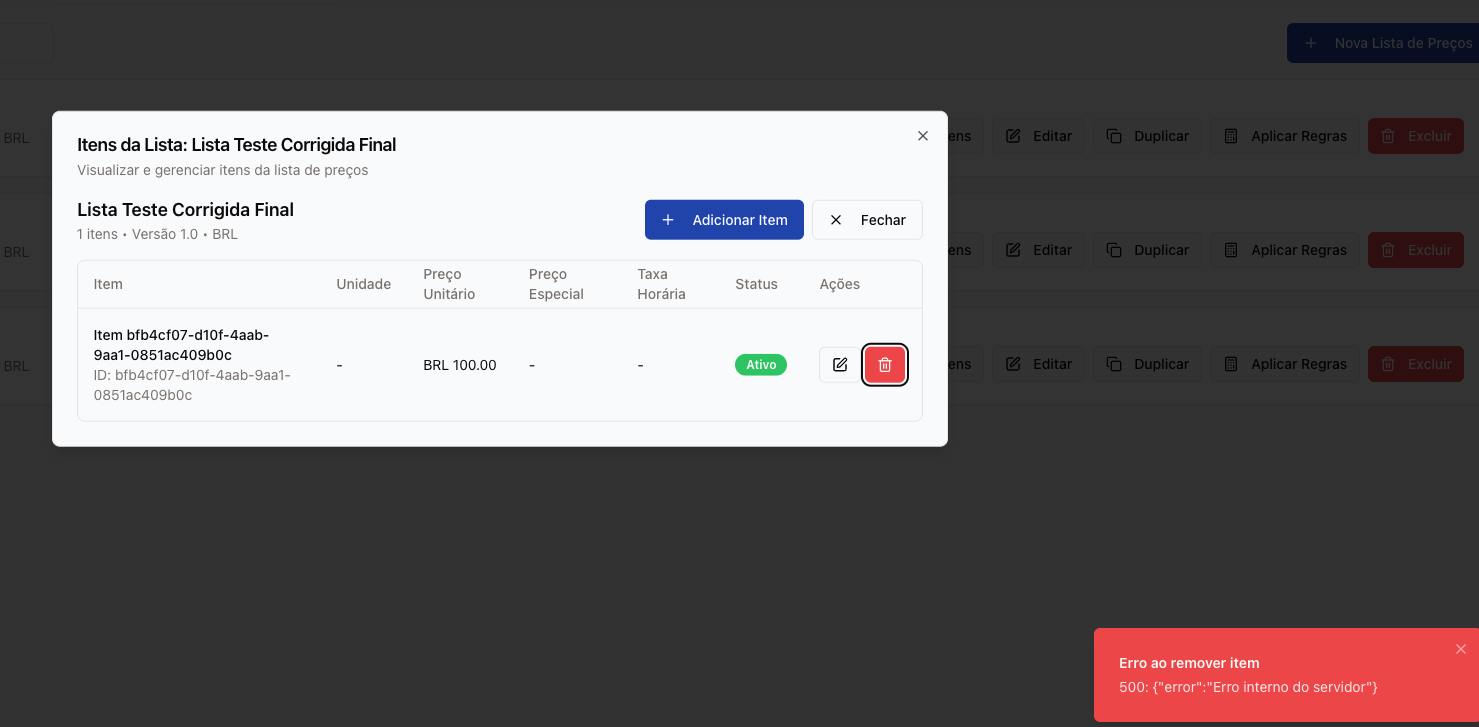 Nova Lista de Preços
BRL
ens
Editar
Duplicar
Aplicar Regras
Excluir
Itens da Lista: Lista Teste Corrigida Final
Visualizar e gerenciar itens da lista de preços
Lista Teste Corrigida Final
1 itens • Versão 1.0 • BRL
Adicionar Item
Fechar
BRL
ens
Editar
Duplicar
Aplicar Regras
Excluir
Item
Unidade
Preço
Unitário
Preço
Especial
Taxa
Horária
Status
Ações
Item bfb4cf07-d10f-4aab-
9aa1-0851ac409b0c
ID: bfb4cf07-d10f-4aab-9aa1-
0851ac409b0c
-
BRL 100.00
-
-
Ativo
BRL
ens
Editar
Duplicar
Aplicar Regras
Excluir
Erro ao remover item
500: {"error":"Erro interno do servidor"}